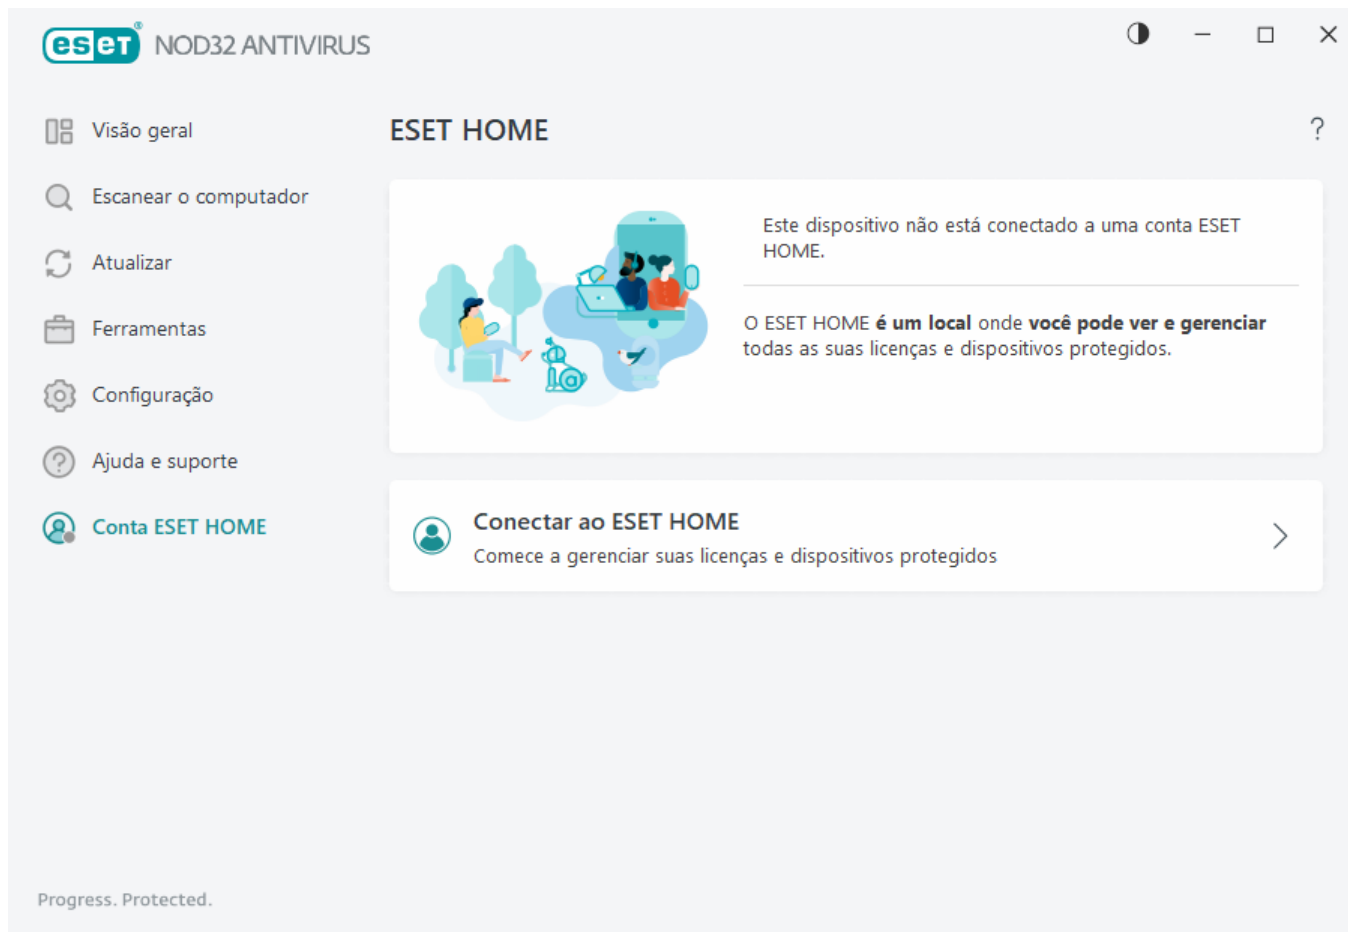 eset® NOD32 ANTIVIRUS
Visão geral
Escanear o computador
Atualizar
Ferramentas
Configuração
Ajuda e suporte
Conta ESET HOME
ESET HOME
?
Este dispositivo não está conectado a uma conta ESET
HOME.
O ESET HOME é um local onde você pode ver e gerenciar
todas as suas licenças e dispositivos protegidos.
Conectar ao ESET HOME
Comece a gerenciar suas licenças e dispositivos protegidos
Progress. Protected.